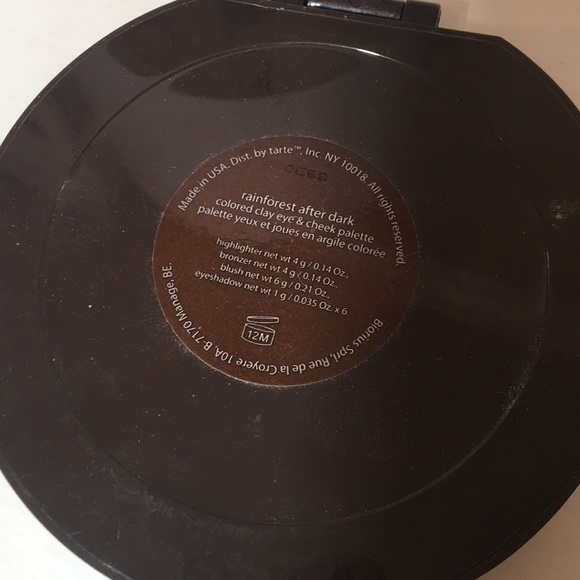 Made in USA. Dist. by tarte™, Inc. NY 10018. All rights reserved.
rainforest after dark
colored clay eye & cheek palette
palette yeux et joues en argile colorée
highlighter net wt 4 g / 0.14 Oz.
bronzer net wt 4 g / 0.14 Oz.
blush net wt 6 g / 0.21 Oz.
eyeshadow net wt 1 g / 0.035 Oz. x 6
12M
Biorius Sprl, Rue de la Croyere 10A, B-7170 Manage, BE.